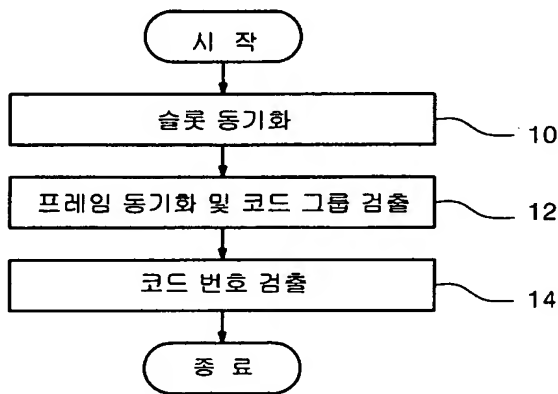 시 작
슬롯 동기화
10
프레임 동기화 및 코드 그룹 검출
12
코드 번호 검출
14
종 료